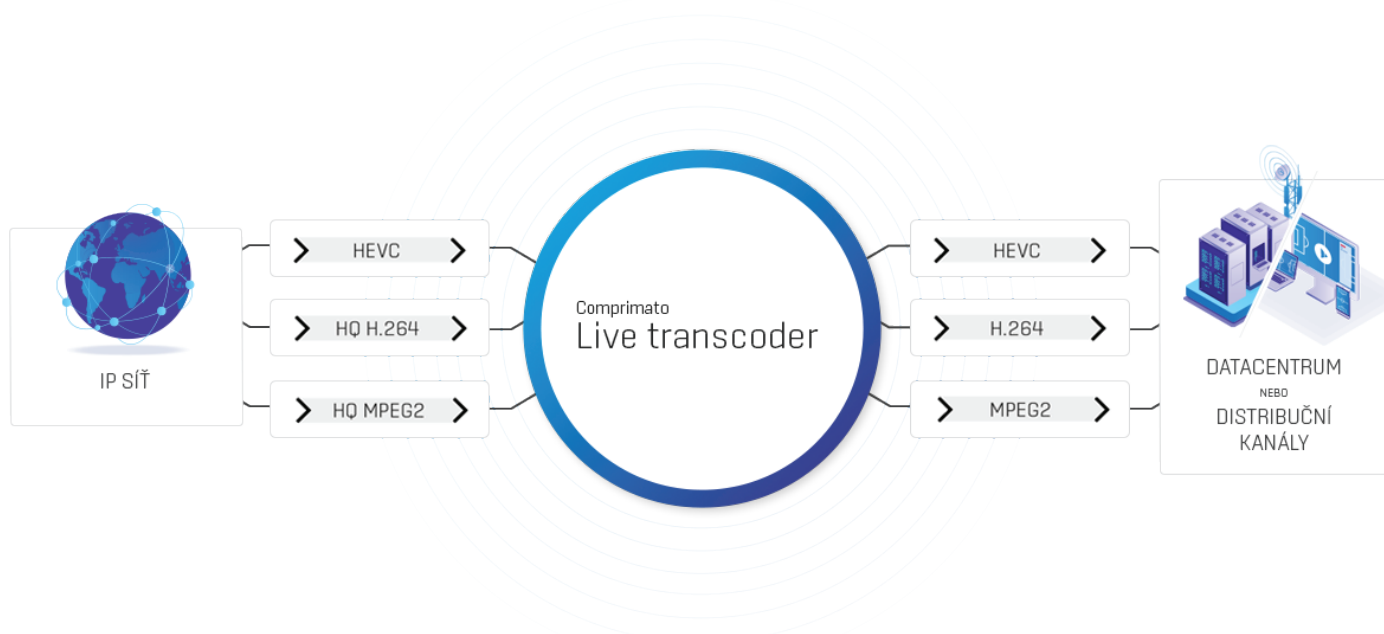 IP SÍŤ
HEVC
HQ H.264
HQ MPEG2
Comprimato
Live transcoder
HEVC
H.264
MPEG2
DATACENTRUM
NEBO
DISTRIBUČNÍ
KANÁLY